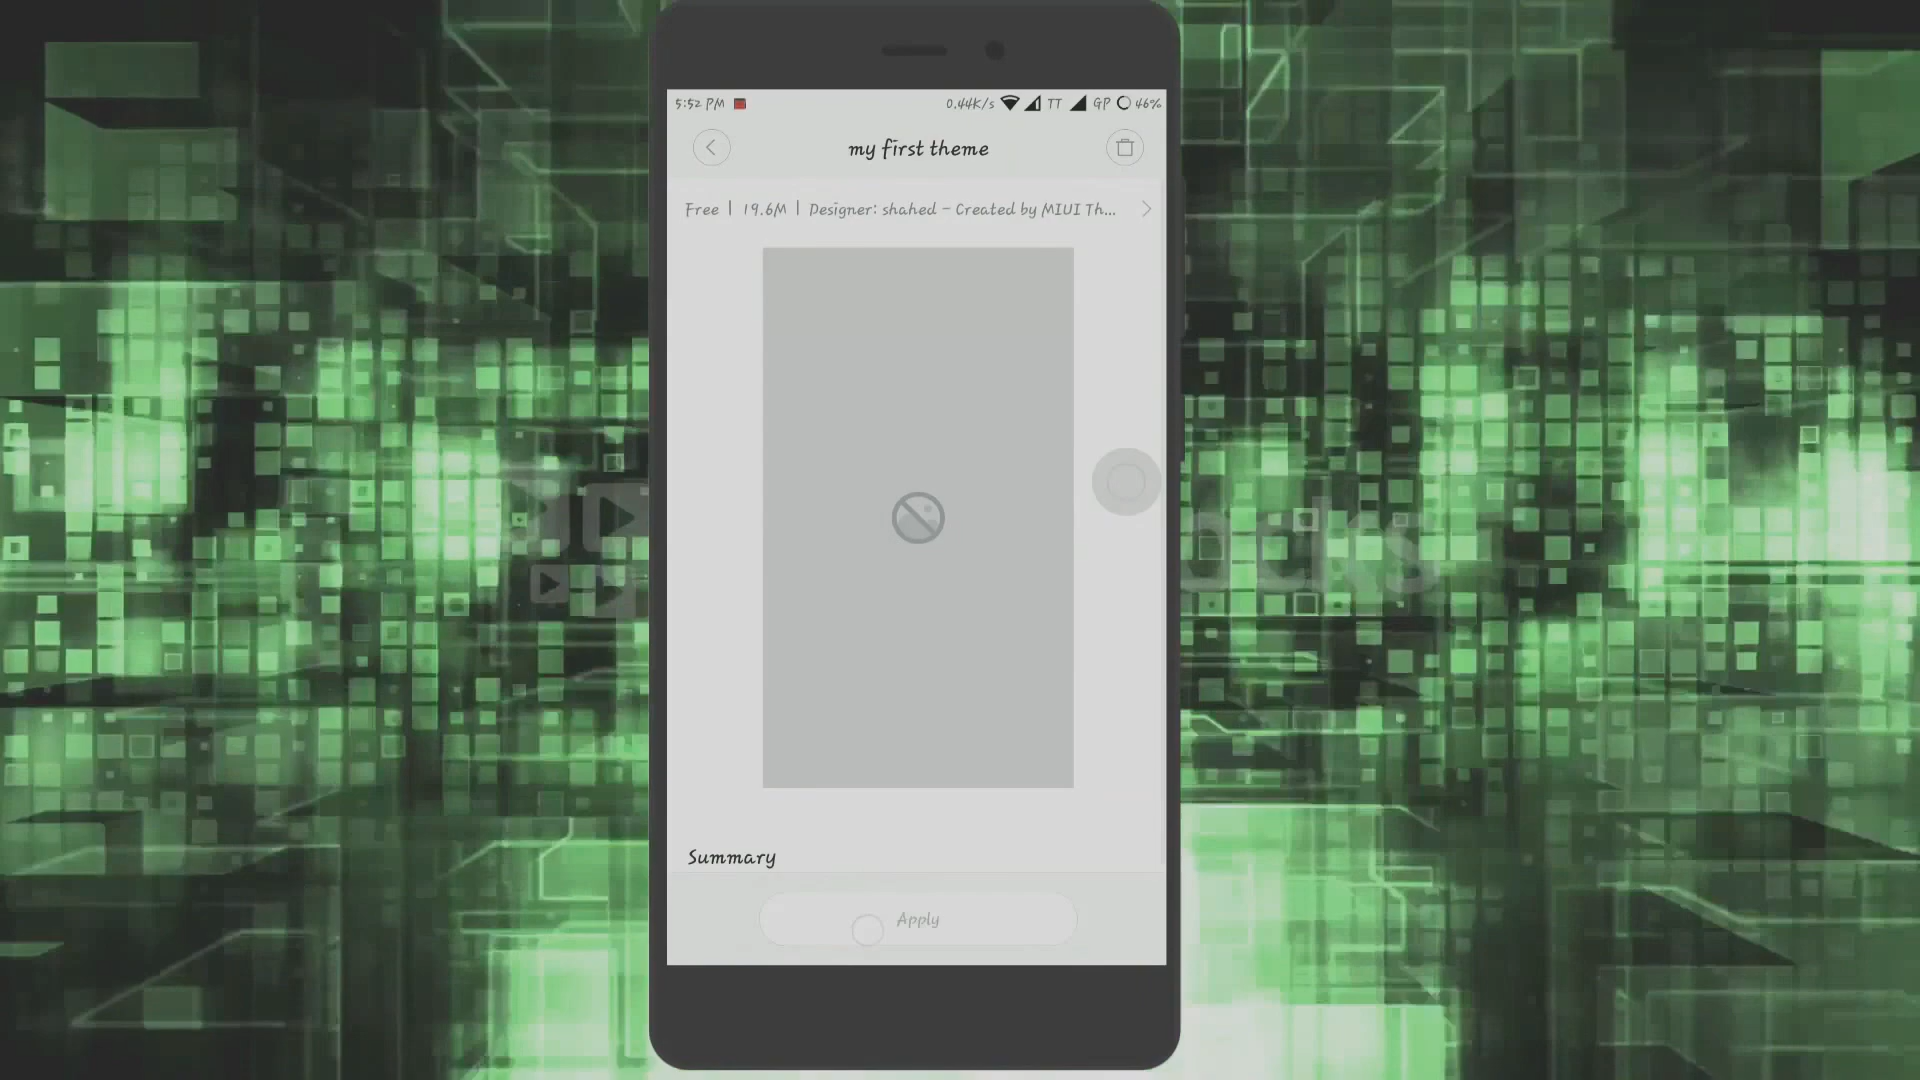 5:52 PM 0.44K/s TT GP 46%
my first theme
Free | 19.6M | Designer: shahed - Created by MIUI Th...
Summary
Apply